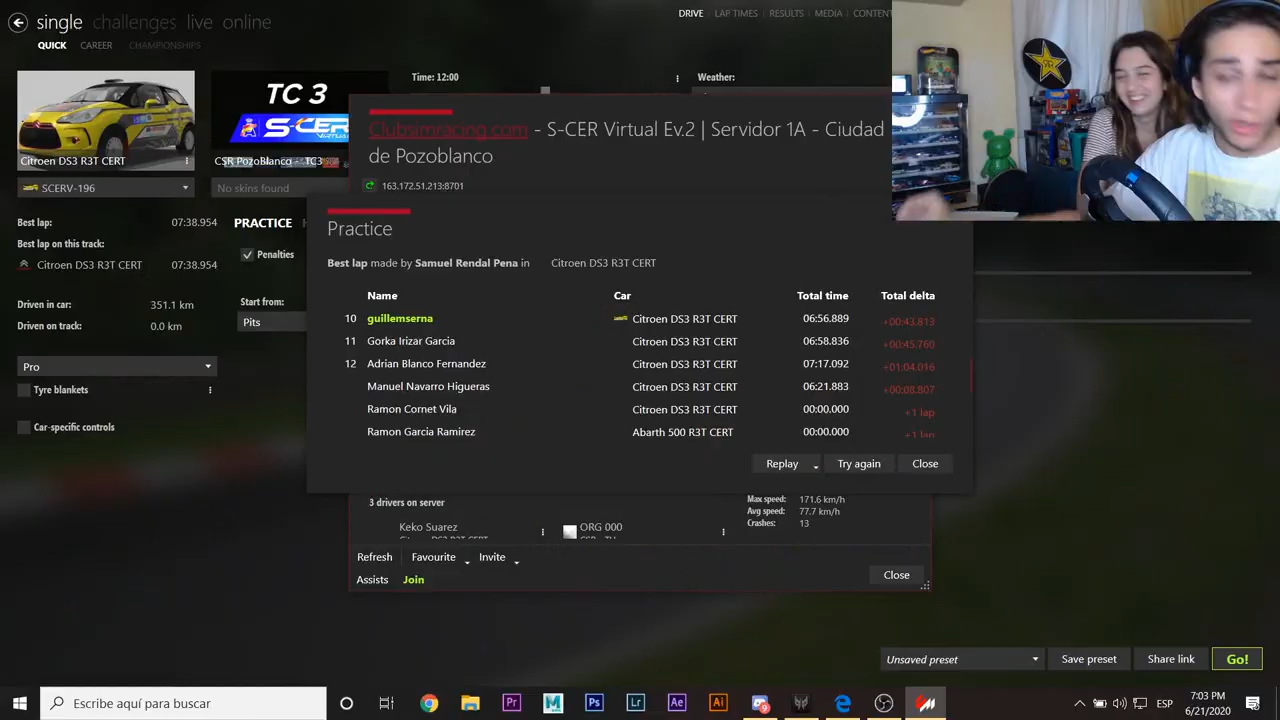 single challenges live online
DRIVE LAP TIMES RESULTS MEDIA CONTENT
QUICK CAREER CHAMPIONSHIPS
Citroen DS3 R3T CERT
TC 3
S-CER
VIRTUAL
CSR PozoBlanco - TC3
SCERV-196
No skins found
Best lap: 07:38.954
Best lap on this track:
Citroen DS3 R3T CERT 07:38.954
Driven in car: 351.1 km
Driven on track: 0.0 km
Pro
Tyre blankets
Car-specific controls
PRACTICE
Penalties
Start from:
Pits
Time: 12:00
Weather:
Clubsimracing.com - S-CER Virtual Ev.2 | Servidor 1A - Ciudad
de Pozoblanco
163.172.51.213:8701
Practice
Best lap made by Samuel Rendal Pena in Citroen DS3 R3T CERT
Name Car Total time Total delta
10 guillemserna Citroen DS3 R3T CERT 06:56.889 +00:43.813
11 Gorka Irizar Garcia Citroen DS3 R3T CERT 06:58.836 +00:45.760
12 Adrian Blanco Fernandez Citroen DS3 R3T CERT 07:17.092 +01:04.016
Manuel Navarro Higueras Citroen DS3 R3T CERT 06:21.883 +00:08.807
Ramon Cornet Vila Citroen DS3 R3T CERT 00:00.000 +1 lap
Ramon Garcia Ramirez Abarth 500 R3T CERT 00:00.000 +1 lap
Replay Try again Close
3 drivers on server
Max speed: 171.6 km/h
Avg speed: 77.7 km/h
Crashes: 13
Keko Suarez
ORG 000
Refresh Favourite Invite
Assists Join
Close
Unsaved preset Save preset Share link Go!
Escribe aquí para buscar
Pr Ps Lr Ae Ai
ESP
7:03 PM
6/21/2020